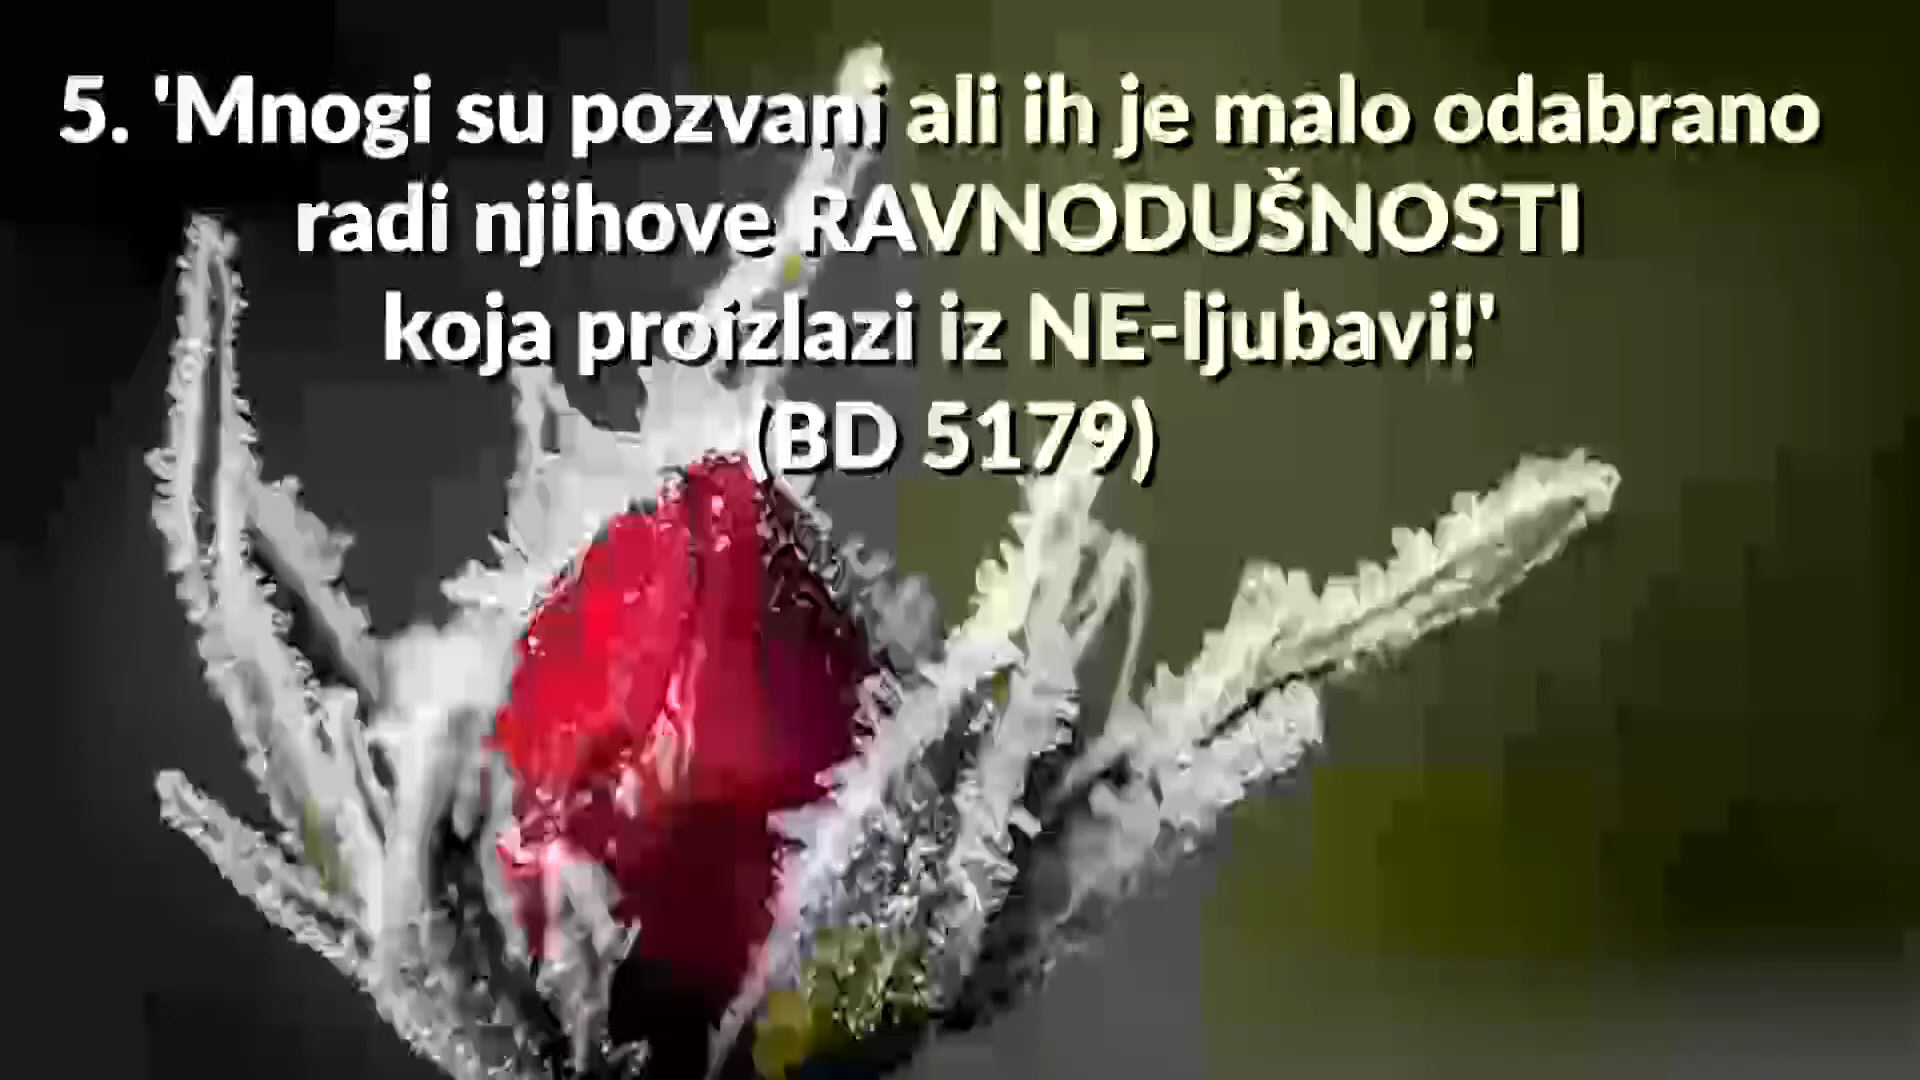 5. 'Mnogi su pozvani ali ih je malo odabrano
radi njihove RAVNODUŠNOSTI
koja proizlazi iz NE-ljubavi!'
(BD 5179)